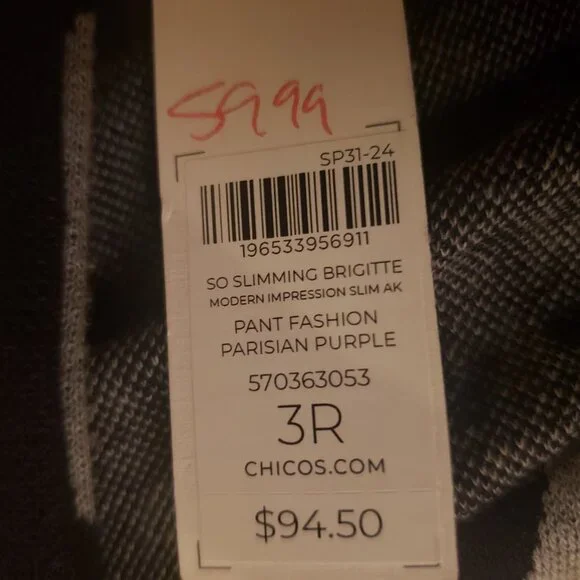 59.99
SP31-24
196533956911
SO SLIMMING BRIGITTE
MODERN IMPRESSION SLIM AK
PANT FASHION
PARISIAN PURPLE
570363053
3R
CHICOS.COM
$94.50